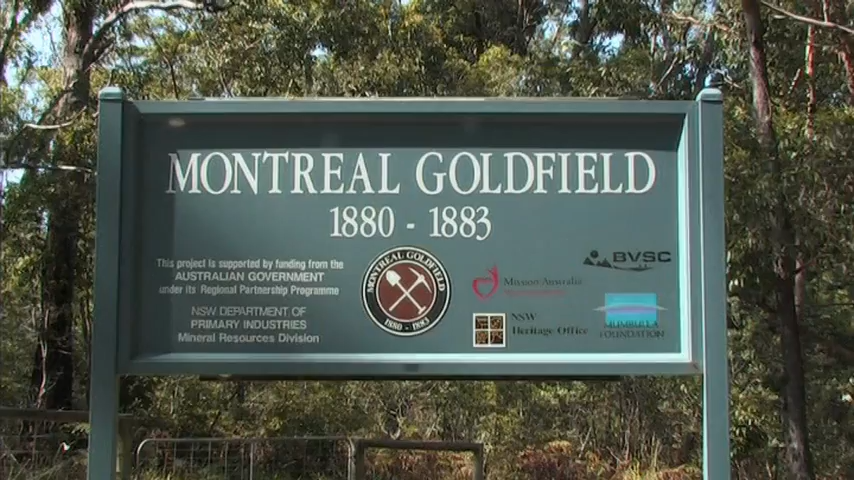 MONTREAL GOLDFIELD
1880 - 1883
This project is supported by funding from the
AUSTRALIAN GOVERNMENT
under its Regional Partnership Programme
NSW DEPARTMENT OF
PRIMARY INDUSTRIES
Mineral Resources Division
MONTREAL GOLDFIELD
1880 - 1883
Mission Australia
NSW
Heritage Office
BVSC
MUMBULLA
FOUNDATION